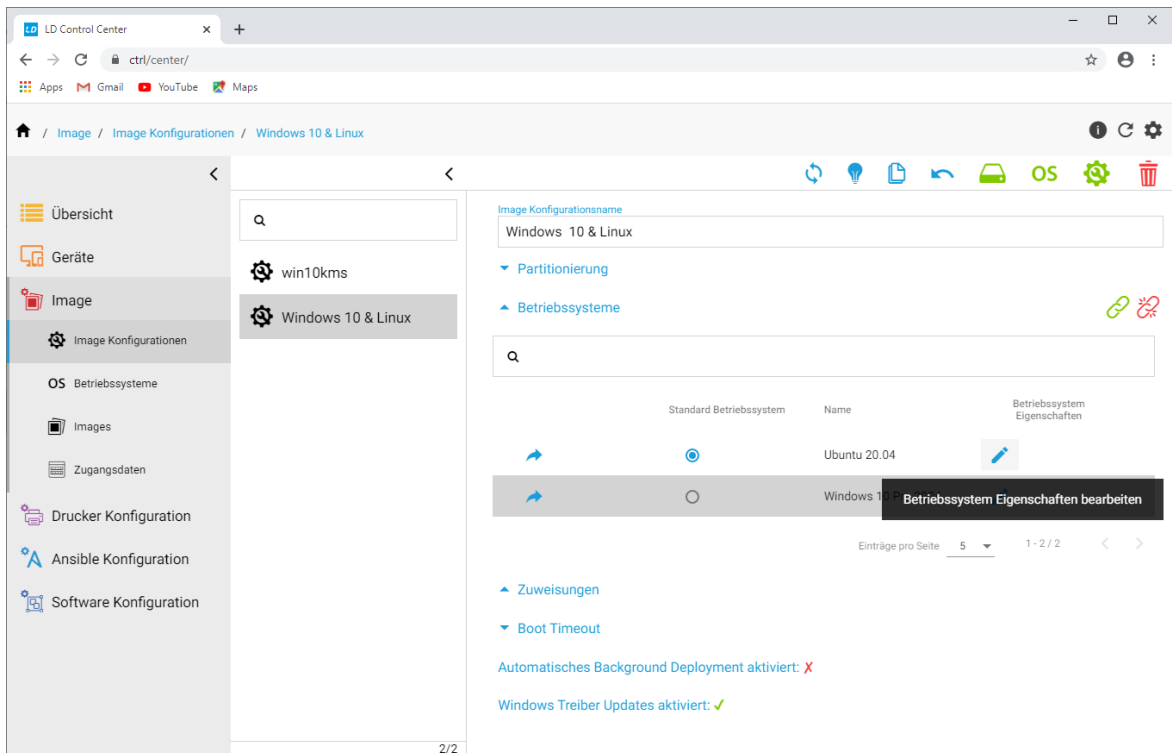 LD LD Control Center
ctrl/center/
Apps Gmail YouTube Maps
/ Image / Image Konfigurationen / Windows 10 & Linux
OS
Übersicht
Geräte
Image
Image Konfigurationen
OS Betriebssysteme
Images
Zugangsdaten
Drucker Konfiguration
Ansible Konfiguration
Software Konfiguration
win10kms
Windows 10 & Linux
2/2
Image Konfigurationsname
Windows 10 & Linux
Partitionierung
Betriebssysteme
Standard Betriebssystem Name Betriebssystem
Eigenschaften
Ubuntu 20.04
Windows 10
Betriebssystem Eigenschaften bearbeiten
Einträge pro Seite 5 1 - 2 / 2
Zuweisungen
Boot Timeout
Automatisches Background Deployment aktiviert: ✗
Windows Treiber Updates aktiviert: ✓